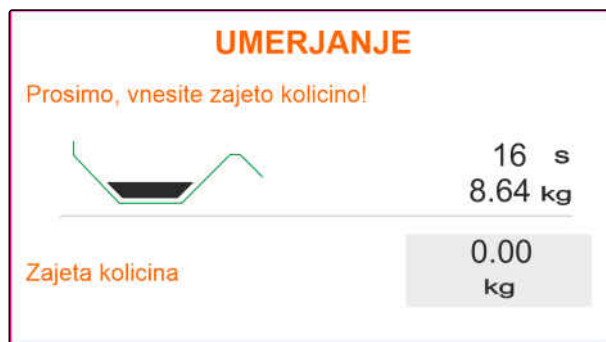 UMERJANJE
Prosimo, vnesite zajeto kolicino!
16 s
8.64 kg
Zajeta kolicina
0.00
kg